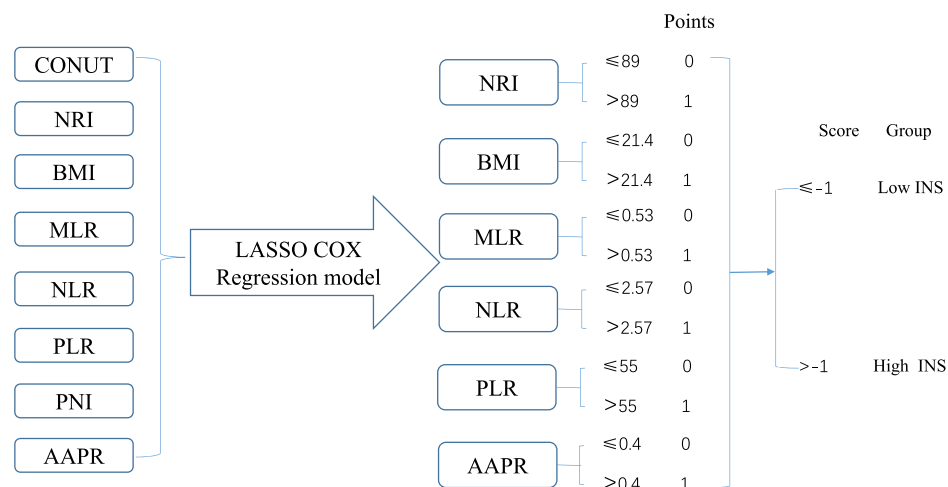 Points
CONUT
NRI
BMI
MLR
NLR
PLR
PNI
AAPR
LASSO COX
Regression model
NRI
≤89 0
>89 1
BMI
≤21.4 0
>21.4 1
MLR
≤0.53 0
>0.53 1
NLR
≤2.57 0
>2.57 1
PLR
≤55 0
>55 1
AAPR
≤0.4 0
>0.4 1
Score Group
≤-1 Low INS
>-1 High INS